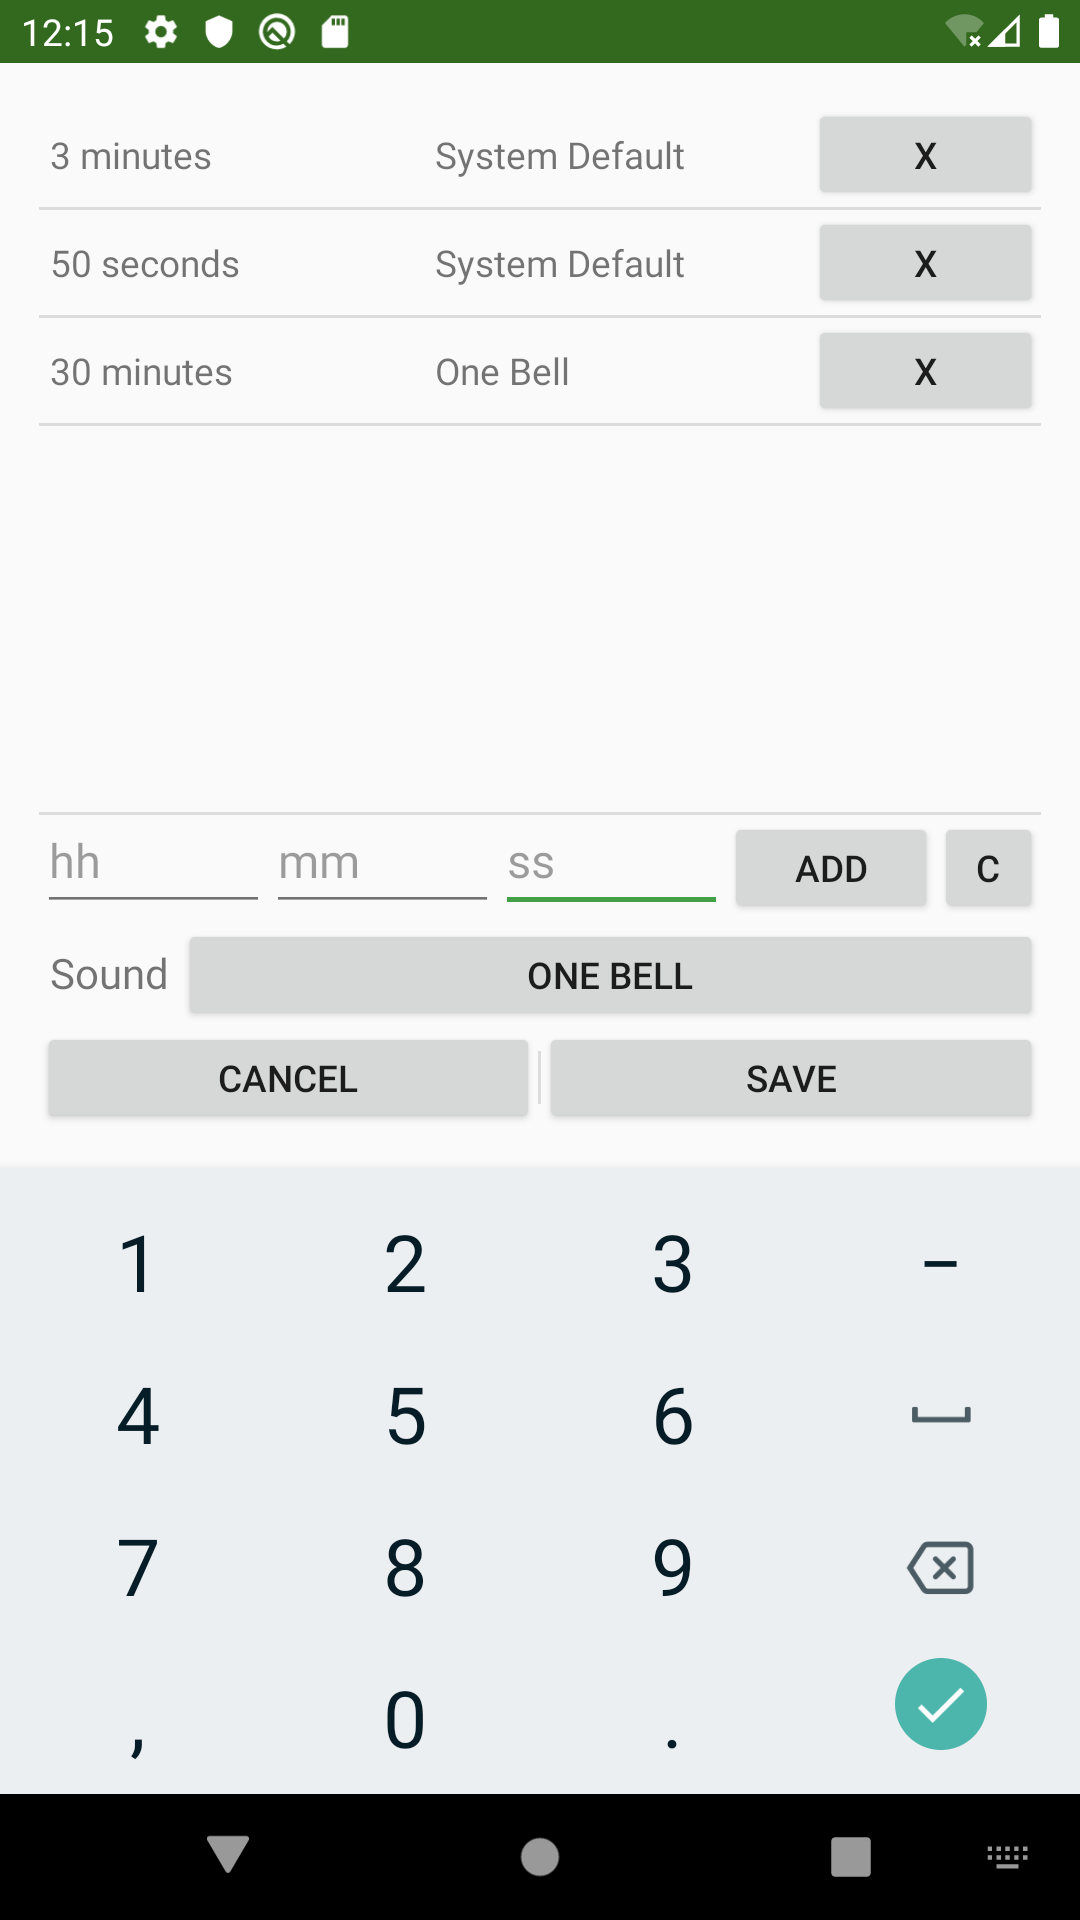 12:15
3 minutes System Default X
50 seconds System Default X
30 minutes One Bell X
hh mm ss ADD C
Sound ONE BELL
CANCEL SAVE
1 2 3 –
4 5 6
7 8 9
, 0 .